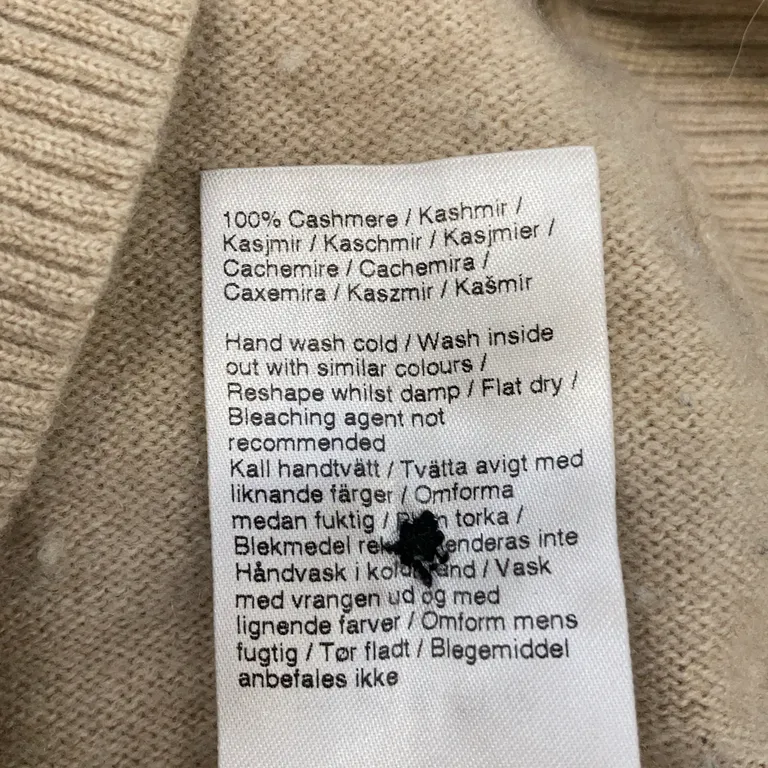 100% Cashmere / Kashmir /
Kasjmir / Kaschmir / Kasjmier /
Cachemire / Cachemira /
Caxemira / Kaszmir / Kašmír
Hand wash cold / Wash inside
out with similar colours /
Reshape whilst damp / Flat dry /
Bleaching agent not
recommended
Kall handtvätt / Tvätta avigt med
liknande färger / Omforma
medan fuktig / torka /
Blekmedel inte
Håndvask i / Vask
med vrangen ud og med
lignende farver / Omform mens
fugtig / Tør fladt / Blegemiddel
anbefales ikke